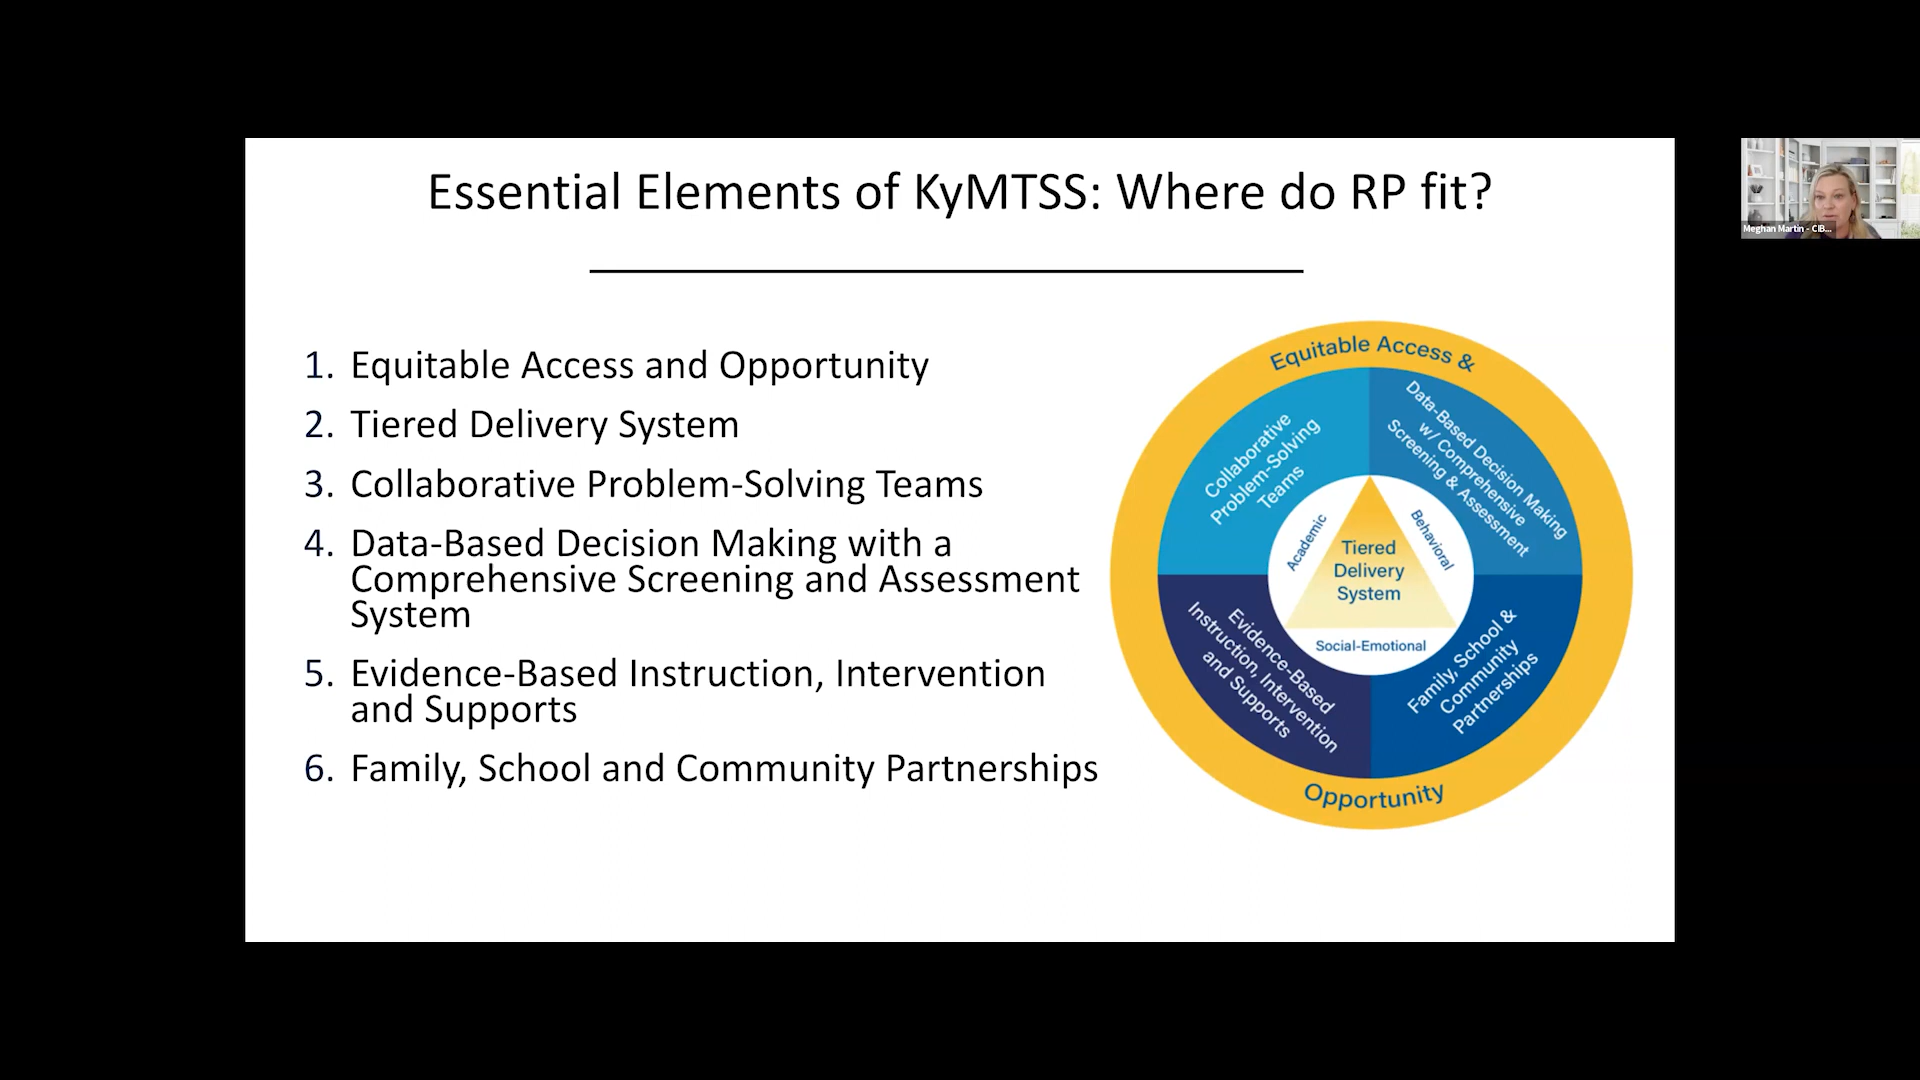 Essential Elements of KyMTSS: Where do RP fit?
1. Equitable Access and Opportunity
2. Tiered Delivery System
3. Collaborative Problem-Solving Teams
4. Data-Based Decision Making with a
Comprehensive Screening and Assessment
System
5. Evidence-Based Instruction, Intervention
and Supports
6. Family, School and Community Partnerships
Equitable Access &
Collaborative
Problem-Solving
Teams
Data-Based Decision Making
w/ Comprehensive
Screening & Assessment
Academic
Behavioral
Tiered
Delivery
System
Social-Emotional
Evidence-Based
Instruction, Intervention
and Supports
Family, School &
Community
Partnerships
Opportunity
Meghan Martin - CIB...